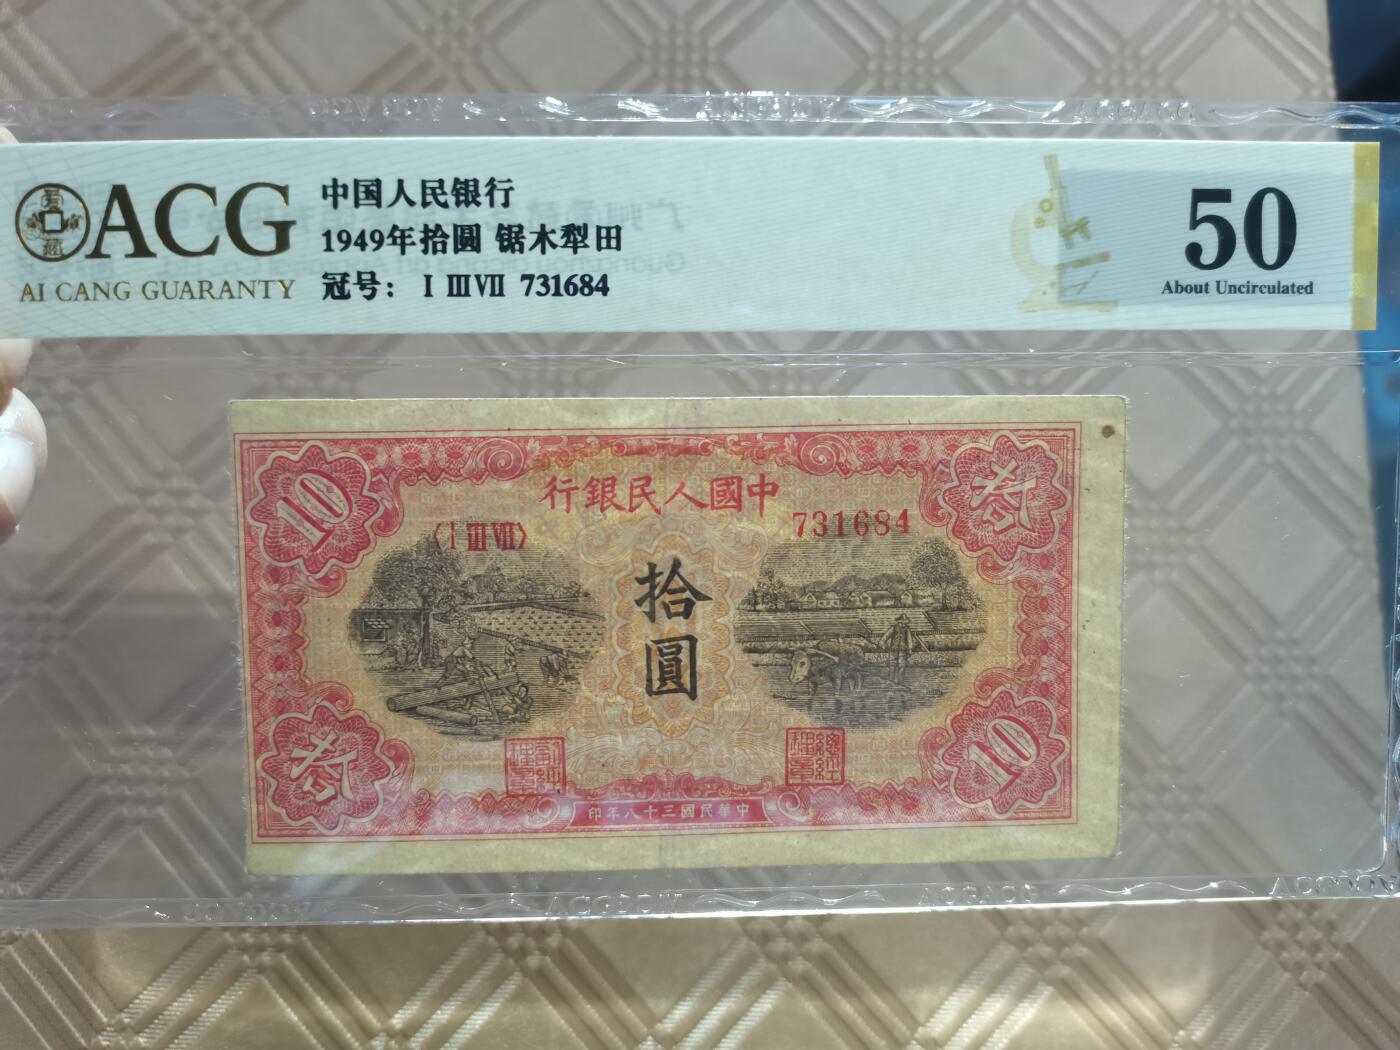 ACG
AI CANG GUARANTY
中国人民银行
1949年拾圆 锯木犁田
冠号: Ⅰ Ⅲ Ⅶ 731684
50
About Uncirculated
行銀民人國中
10
拾
〈Ⅰ Ⅲ Ⅶ〉
731684
拾
圓
拾
10
印年八十三國民華中